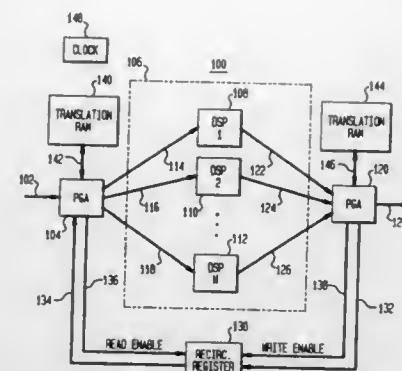 148
CLOCK
106
100
140
TRANSLATION
RAM
108
DSP
1
144
TRANSLATION
RAM
142
114
122
146
120
102
PGA
116
DSP
2
124
PGA
104
110
112
118
DSP
M
126
136
134
138
132
130
READ ENABLE
RECIRC.
REGISTER
WRITE ENABLE